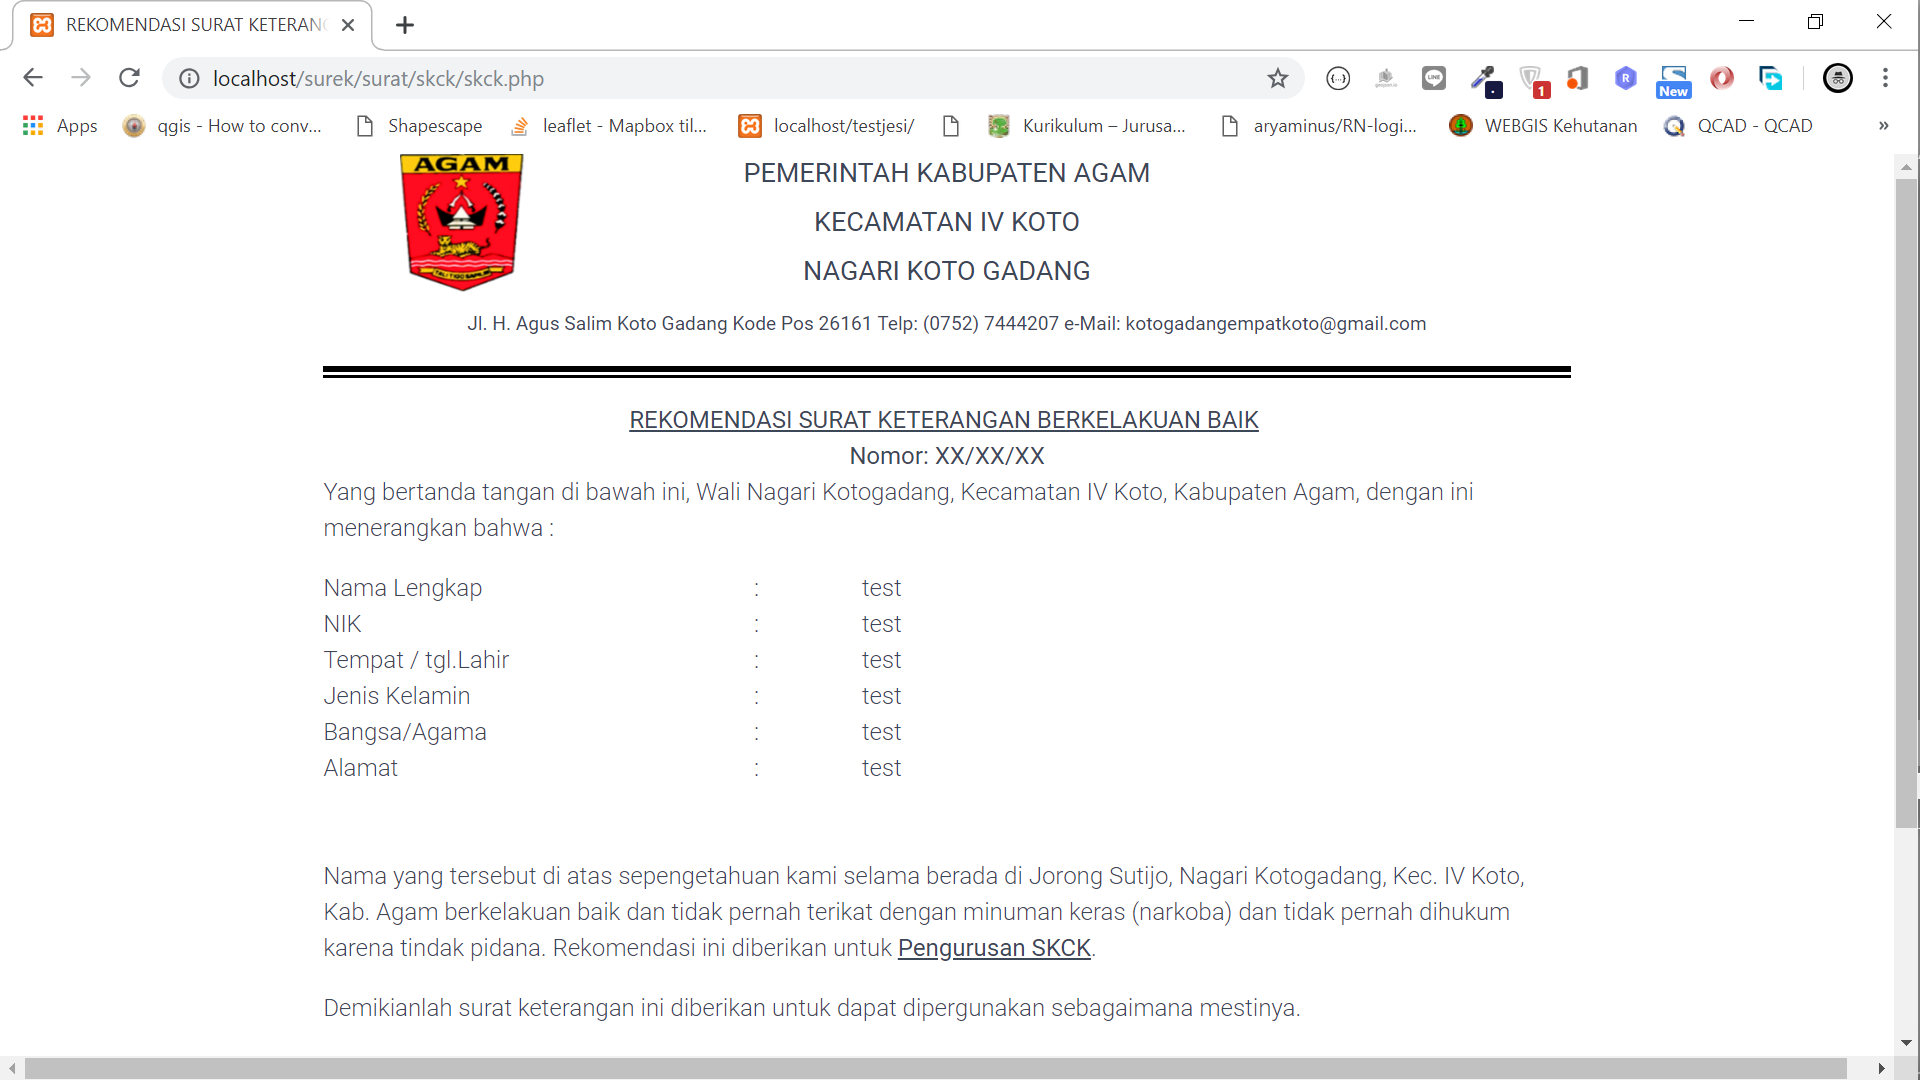 REKOMENDASI SURAT KETERANG
localhost/surek/surat/skck/skck.php
1
R
New
Apps
qgis - How to conv...
Shapescape
leaflet - Mapbox til...
localhost/testjesi/
Kurikulum – Jurusa...
aryaminus/RN-logi...
WEBGIS Kehutanan
QCAD - QCAD
»
AGAM
PEMERINTAH KABUPATEN AGAM
KECAMATAN IV KOTO
NAGARI KOTO GADANG
Jl. H. Agus Salim Koto Gadang Kode Pos 26161 Telp: (0752) 7444207 e-Mail: kotogadangempatkoto@gmail.com
REKOMENDASI SURAT KETERANGAN BERKELAKUAN BAIK
Nomor: XX/XX/XX
Yang bertanda tangan di bawah ini, Wali Nagari Kotogadang, Kecamatan IV Koto, Kabupaten Agam, dengan ini
menerangkan bahwa :
Nama Lengkap : test
NIK : test
Tempat / tgl.Lahir : test
Jenis Kelamin : test
Bangsa/Agama : test
Alamat : test
Nama yang tersebut di atas sepengetahuan kami selama berada di Jorong Sutijo, Nagari Kotogadang, Kec. IV Koto,
Kab. Agam berkelakuan baik dan tidak pernah terikat dengan minuman keras (narkoba) dan tidak pernah dihukum
karena tindak pidana. Rekomendasi ini diberikan untuk Pengurusan SKCK.
Demikianlah surat keterangan ini diberikan untuk dapat dipergunakan sebagaimana mestinya.